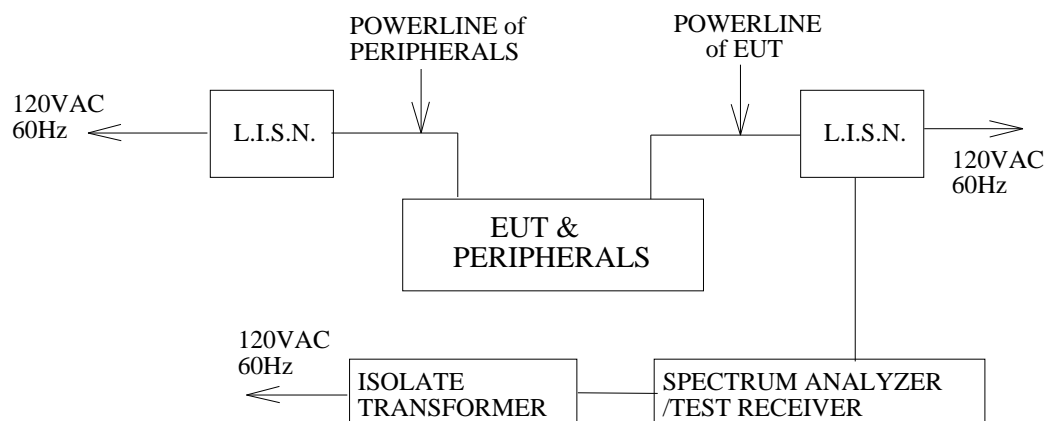 POWERLINE of
PERIPHERALS
POWERLINE
of EUT
120VAC
60Hz
L.I.S.N.
L.I.S.N.
120VAC
60Hz
EUT &
PERIPHERALS
120VAC
60Hz
ISOLATE
TRANSFORMER
SPECTRUM ANALYZER
/TEST RECEIVER